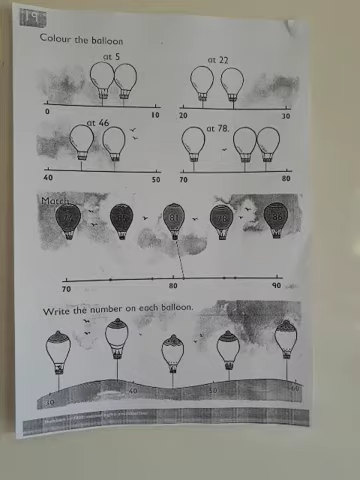 19
Colour the balloon
at 5
at 22
0 10
20 30
at 46
at 78.
40 50
70 80
Match
81
70 80 90
Write the number on each balloon.
30 40 50